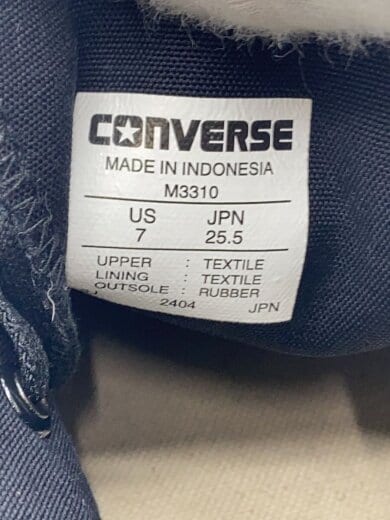 CONVERSE
MADE IN INDONESIA
M3310
US JPN
7 25.5
UPPER : TEXTILE
LINING : TEXTILE
OUTSOLE : RUBBER
2404 JPN